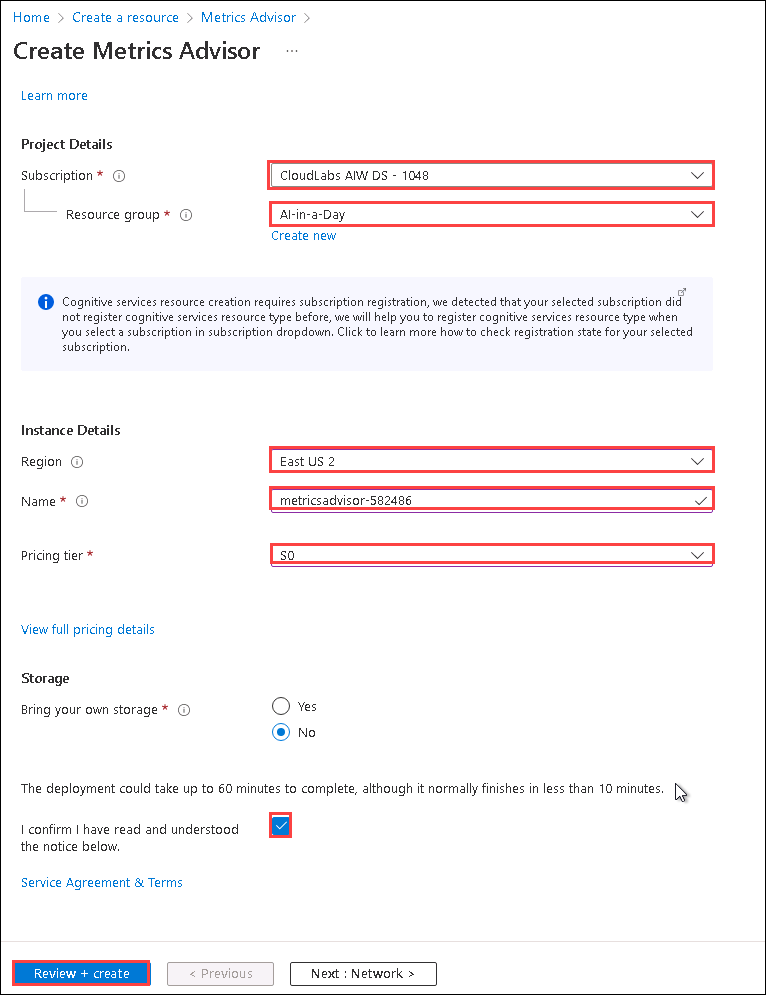 Home > Create a resource > Metrics Advisor >
Create Metrics Advisor ...
Learn more
Project Details
Subscription *
CloudLabs AIW DS - 1048
Resource group *
AI-in-a-Day
Create new
Cognitive services resource creation requires subscription registration, we detected that your selected subscription did
not register cognitive services resource type before, we will help you to register cognitive services resource type when
you select a subscription in subscription dropdown. Click to learn more how to check registration state for your selected
subscription.
Instance Details
Region
East US 2
Name *
metricsadvisor-582486
Pricing tier *
S0
View full pricing details
Storage
Bring your own storage *
Yes
No
The deployment could take up to 60 minutes to complete, although it normally finishes in less than 10 minutes.
I confirm I have read and understood
the notice below.
Service Agreement & Terms
Review + create
< Previous
Next : Network >